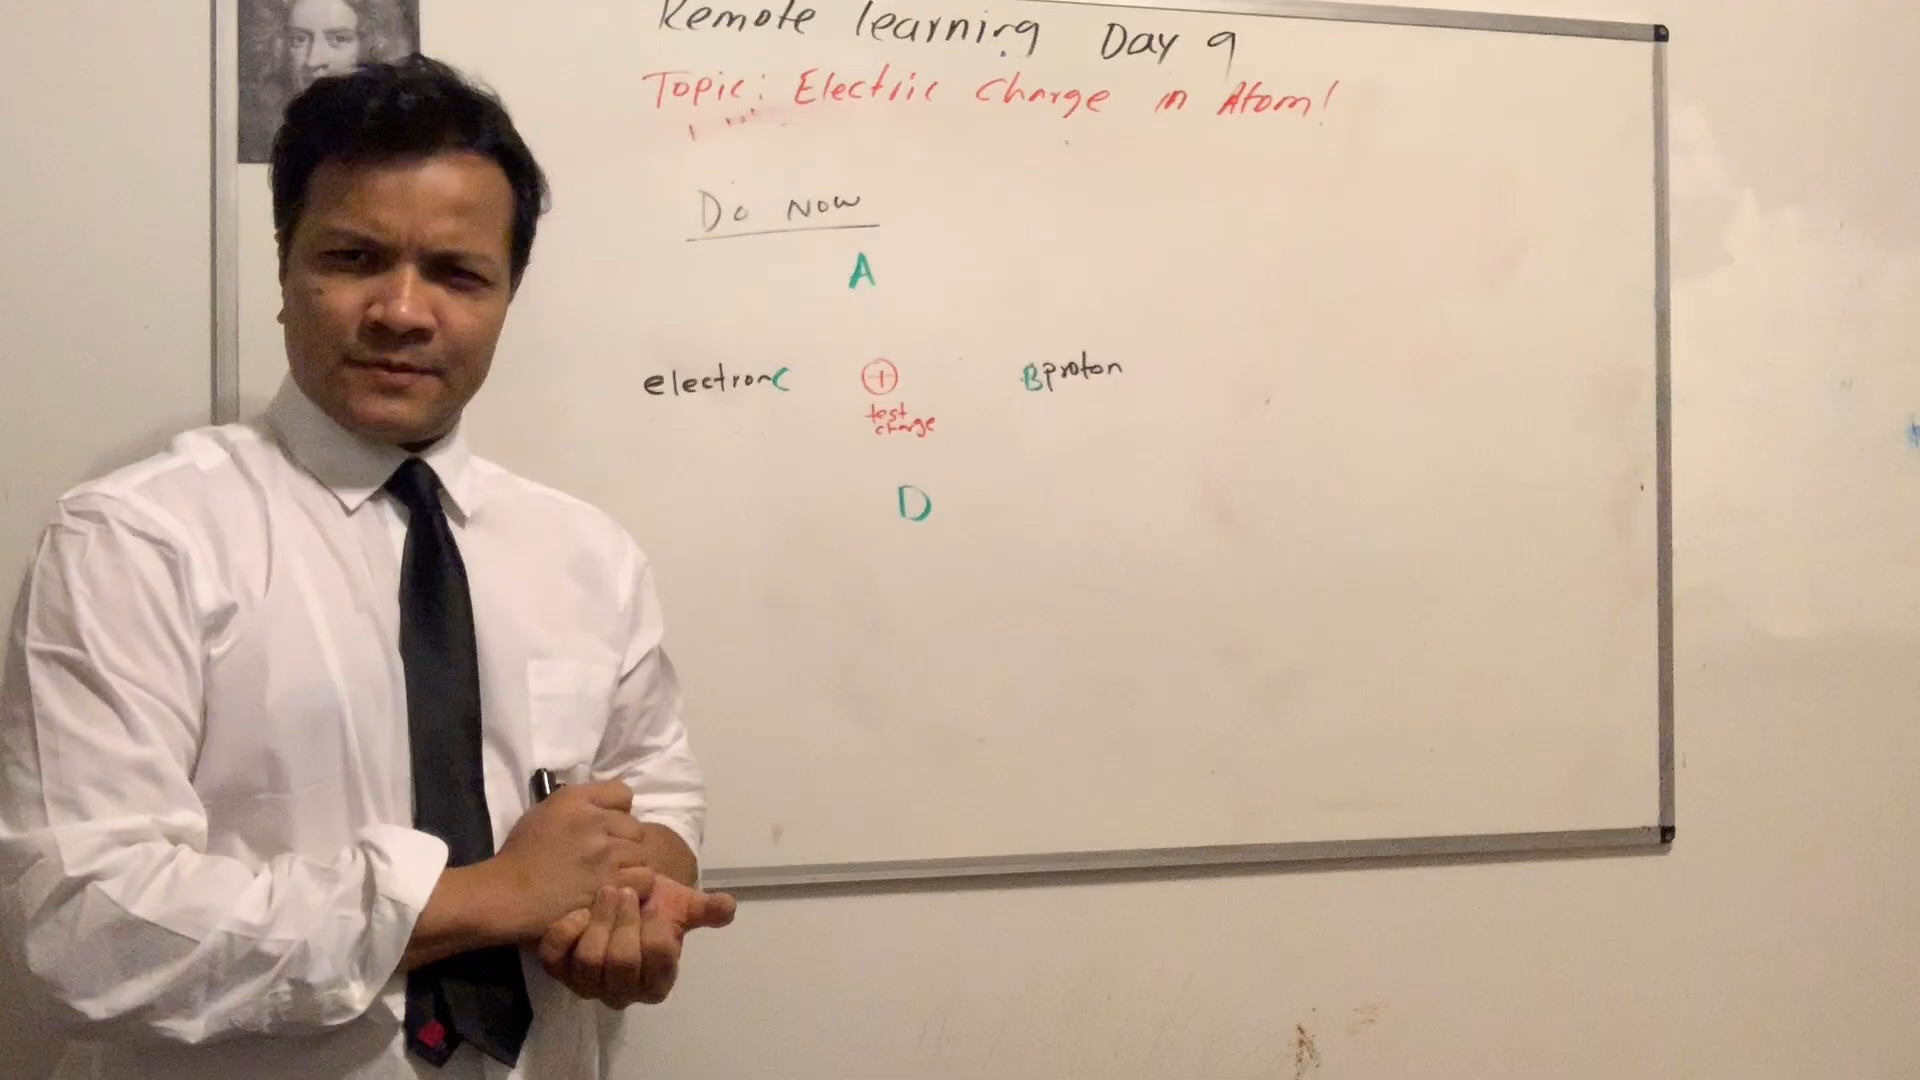 Remote learning Day 9
Topic: Electric Charge in Atom!
Do Now
A
electron C + B proton
test
charge
D